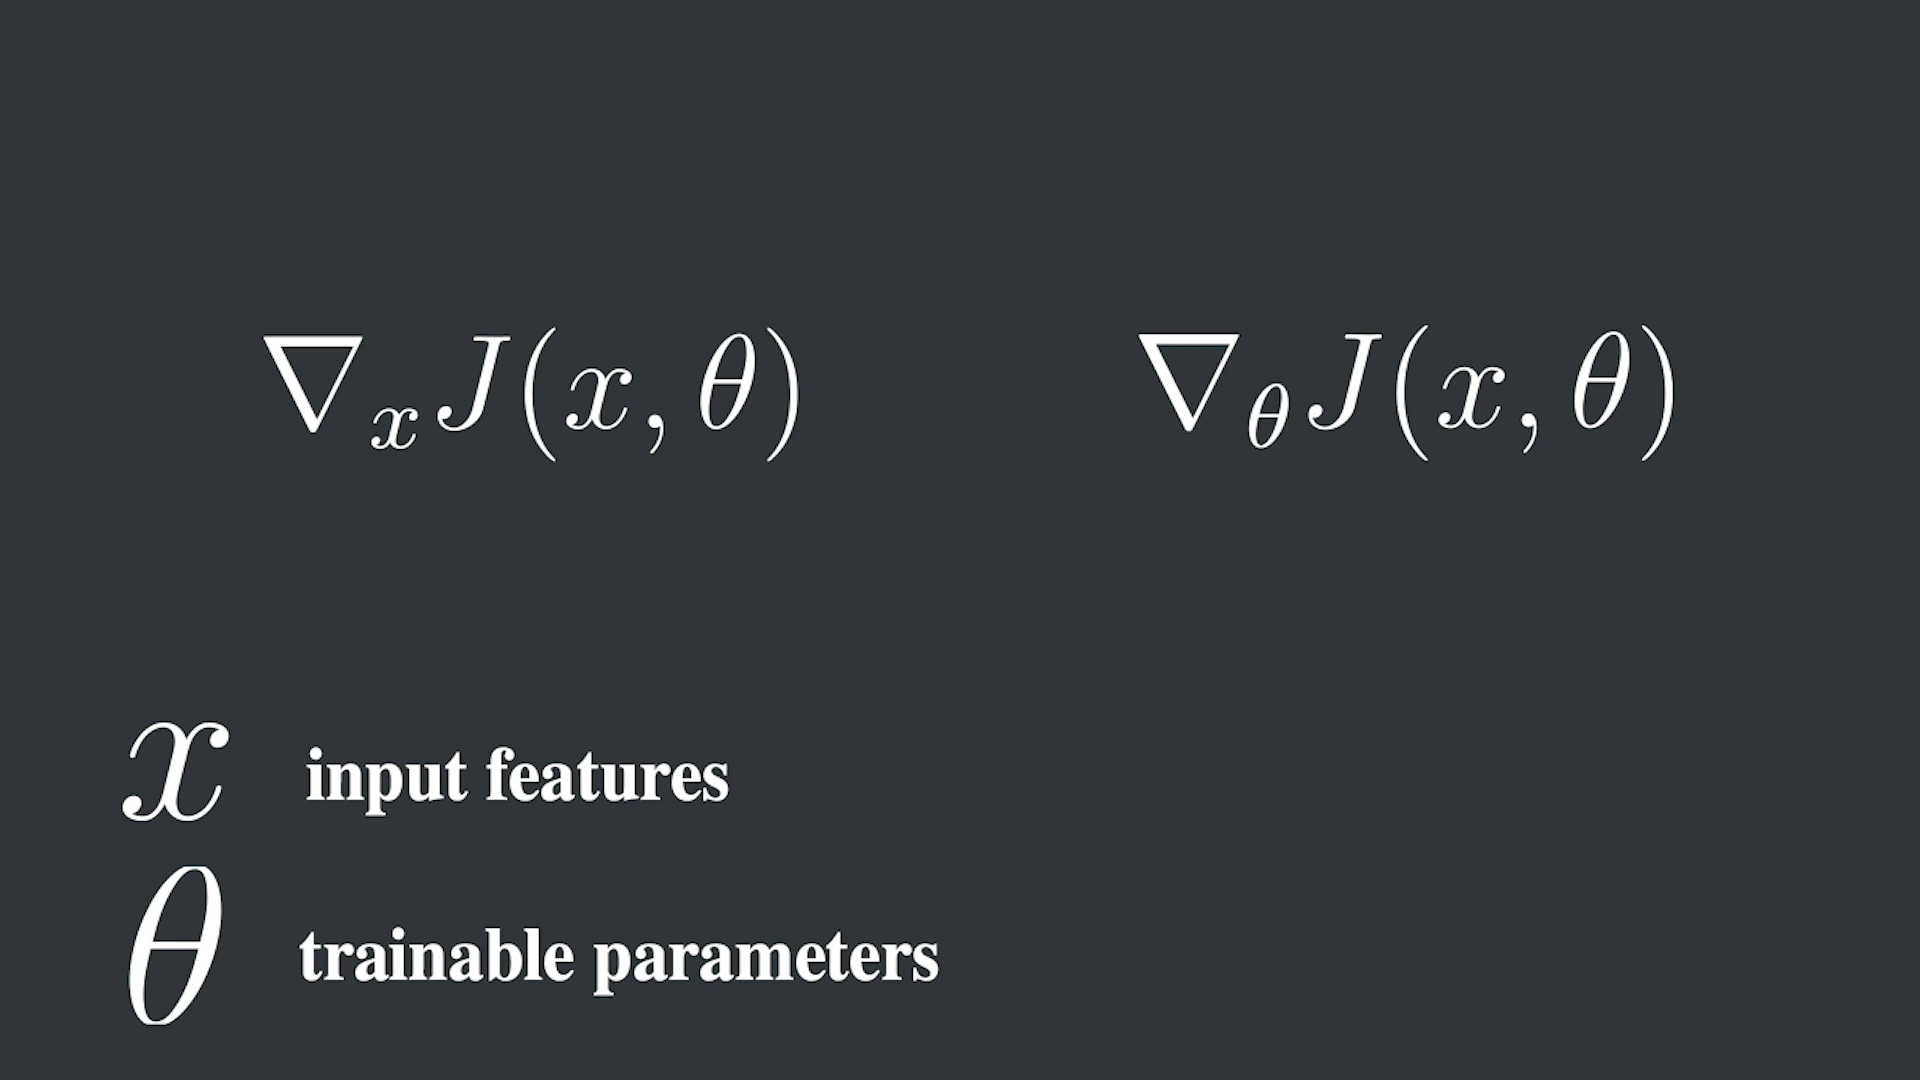 ∇ₓJ(x, θ) ∇_θJ(x, θ)
x input features
θ trainable parameters